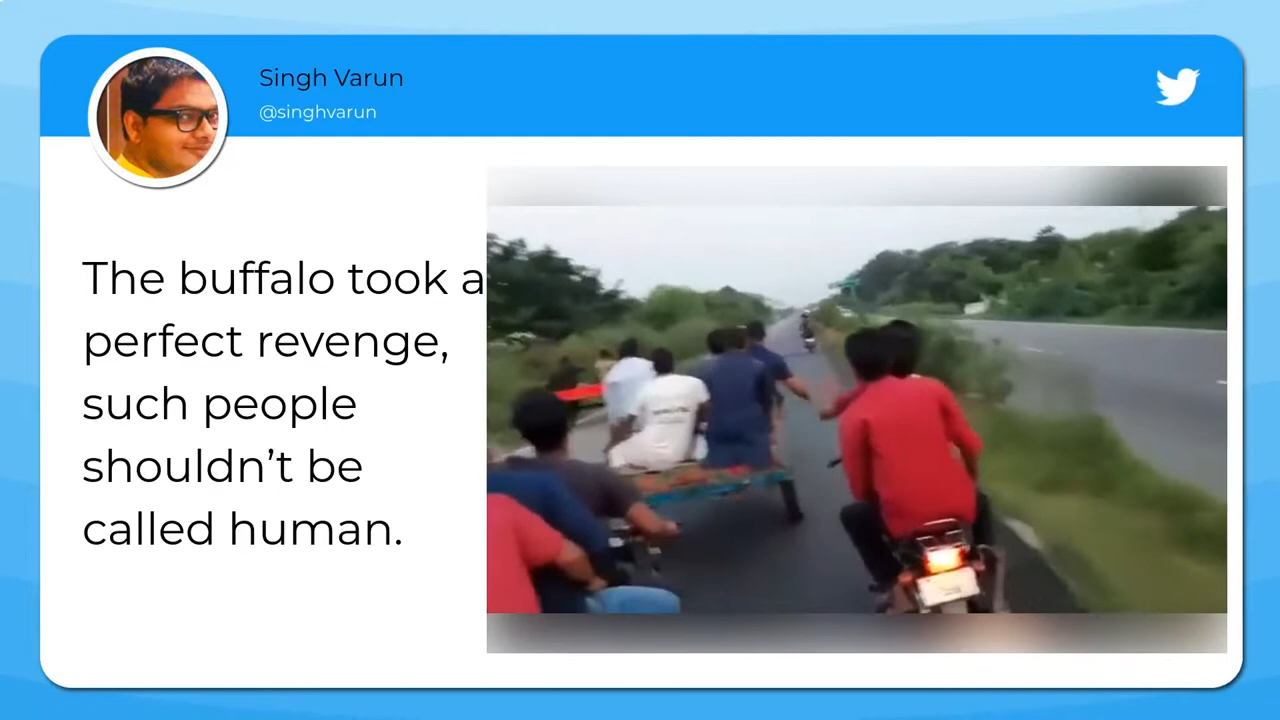 Singh Varun
@singhvarun
The buffalo took a
perfect revenge,
such people
shouldn’t be
called human.